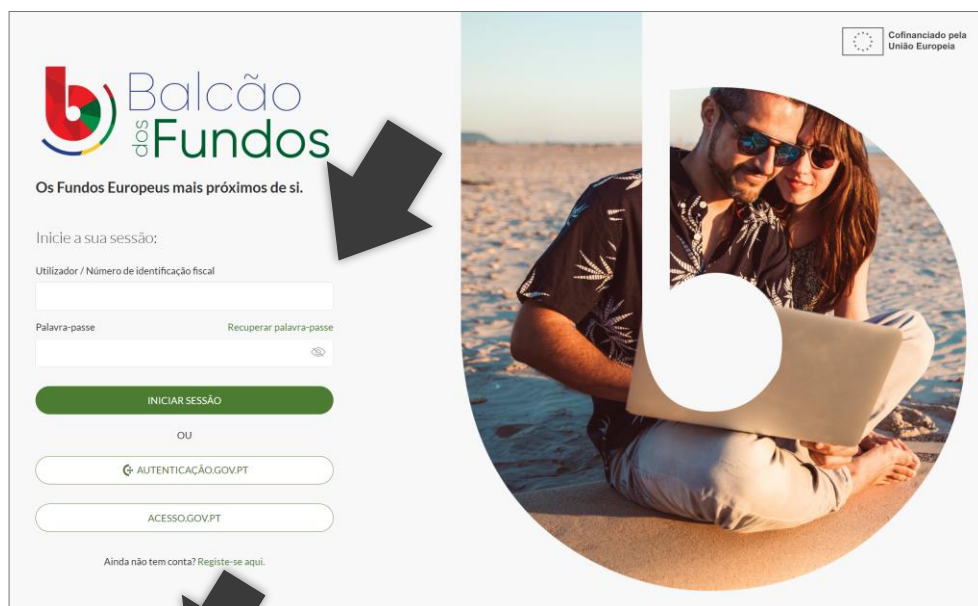 Cofinanciado pela
União Europeia
Balcão
dos Fundos
Os Fundos Europeus mais próximos de si.
Inicie a sua sessão:
Utilizador / Número de identificação fiscal
Palavra-passe Recuperar palavra-passe
INICIAR SESSÃO
OU
AUTENTICAÇÃO.GOV.PT
ACESSO.GOV.PT
Ainda não tem conta? Registe-se aqui.